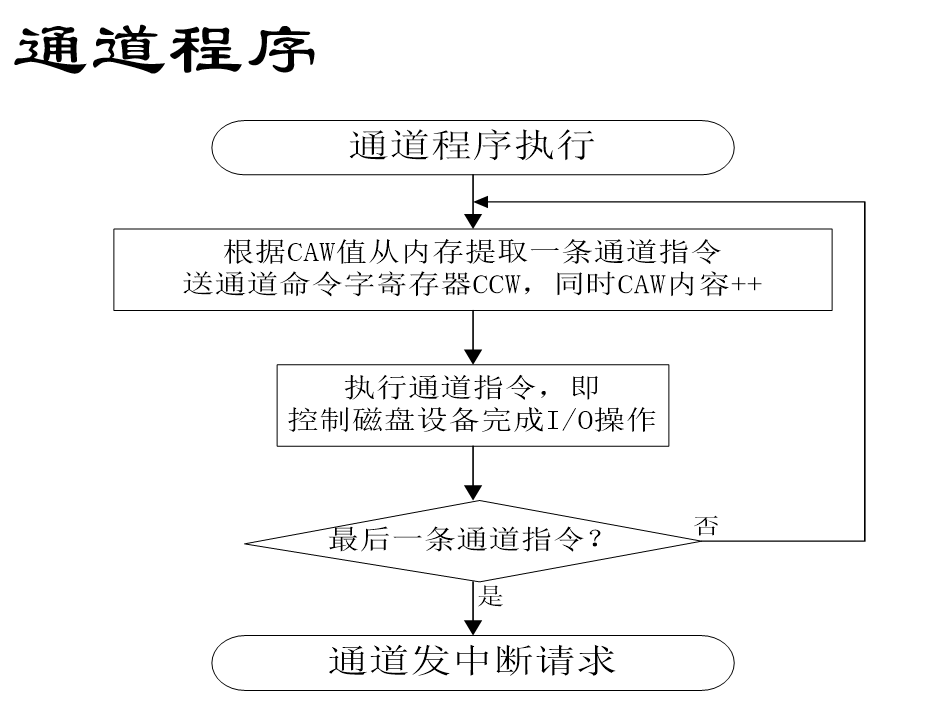 通道程序
通道程序执行
根据CAW值从内存提取一条通道指令
送通道命令字寄存器CCW，同时CAW内容++
执行通道指令，即
控制磁盘设备完成I/O操作
最后一条通道指令？
否
是
通道发中断请求